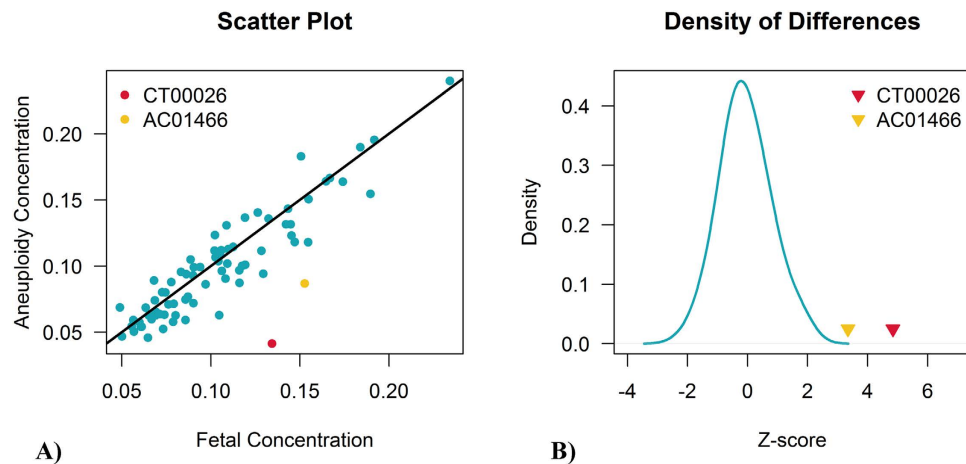 Scatter Plot
CT00026
AC01466
Aneuploidy Concentration
0.20
0.15
0.10
0.05
0.05 0.10 0.15 0.20
Fetal Concentration
A)
Density of Differences
CT00026
AC01466
Density
0.4
0.3
0.2
0.1
0.0
-4 -2 0 2 4 6
Z-score
B)